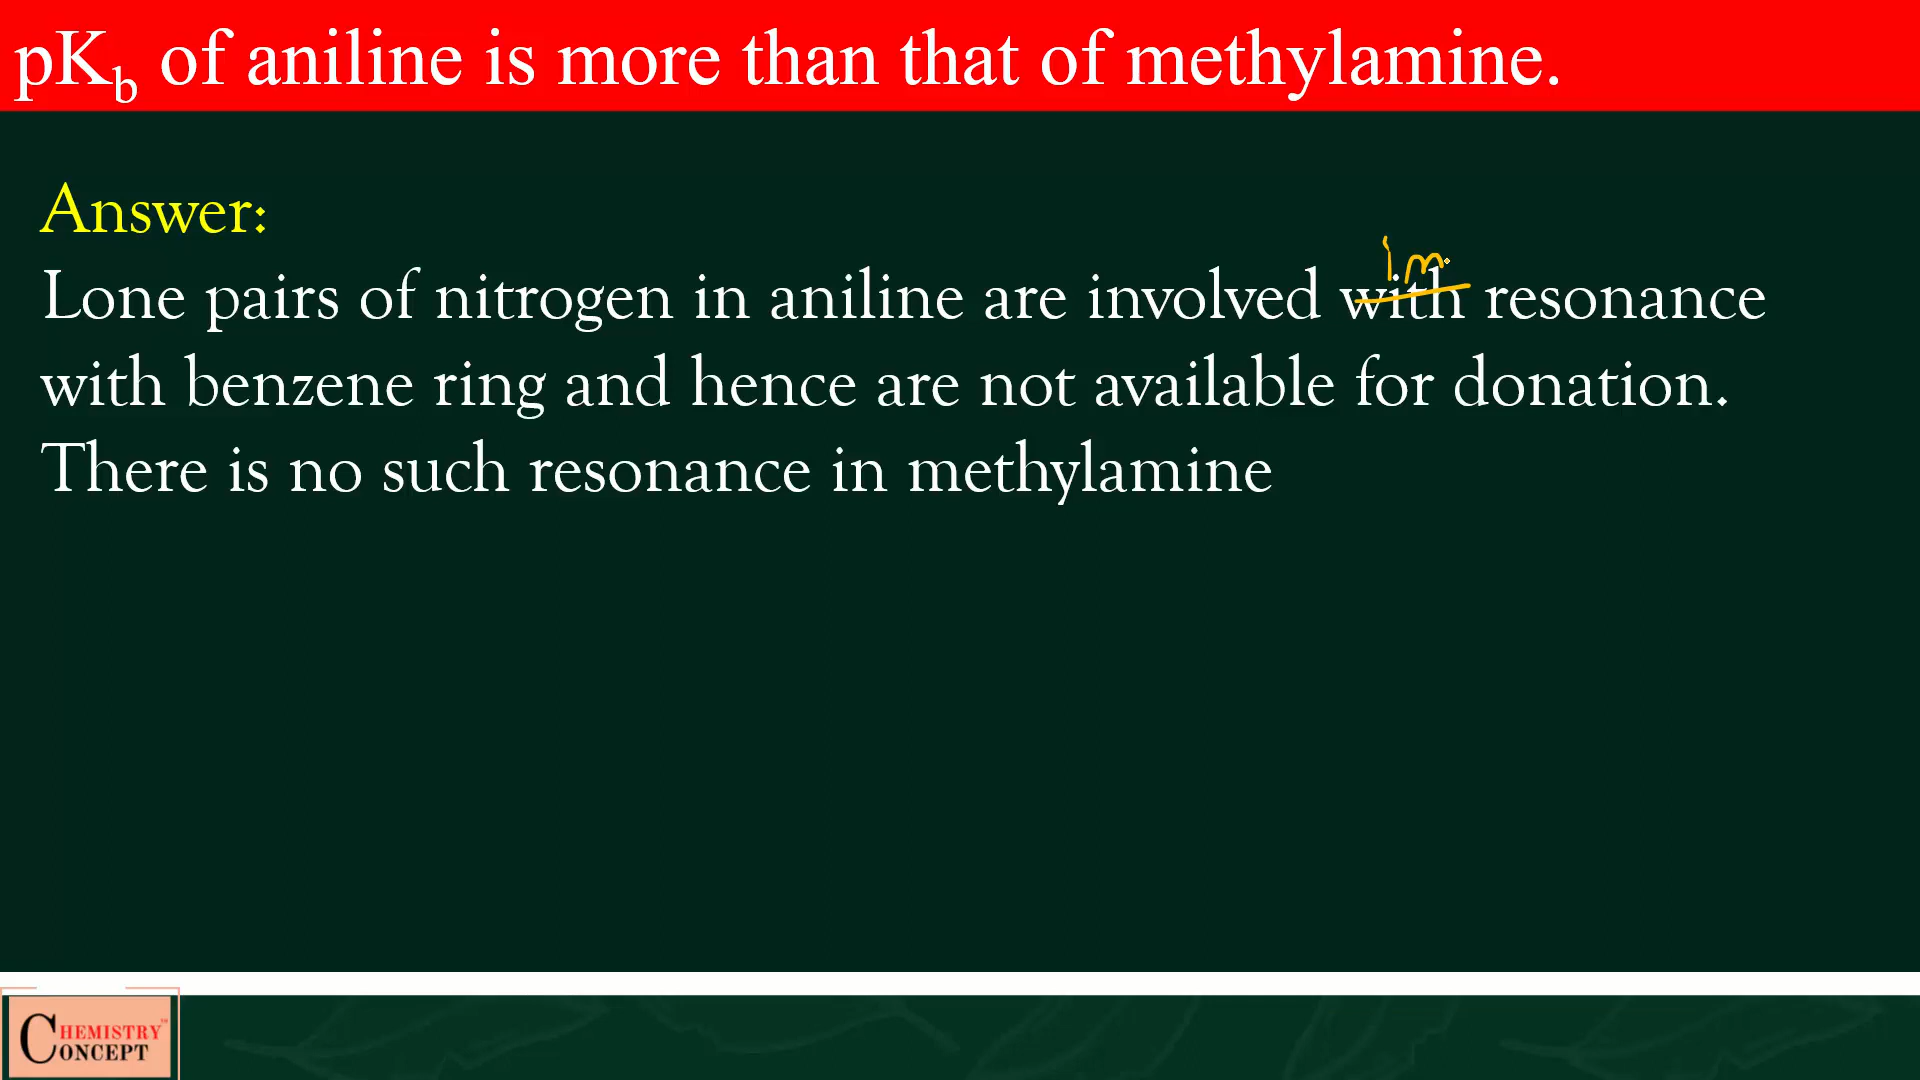 pKb of aniline is more than that of methylamine.
Answer:
in
Lone pairs of nitrogen in aniline are involved with resonance
with benzene ring and hence are not available for donation.
There is no such resonance in methylamine
CHEMISTRY™
CONCEPT